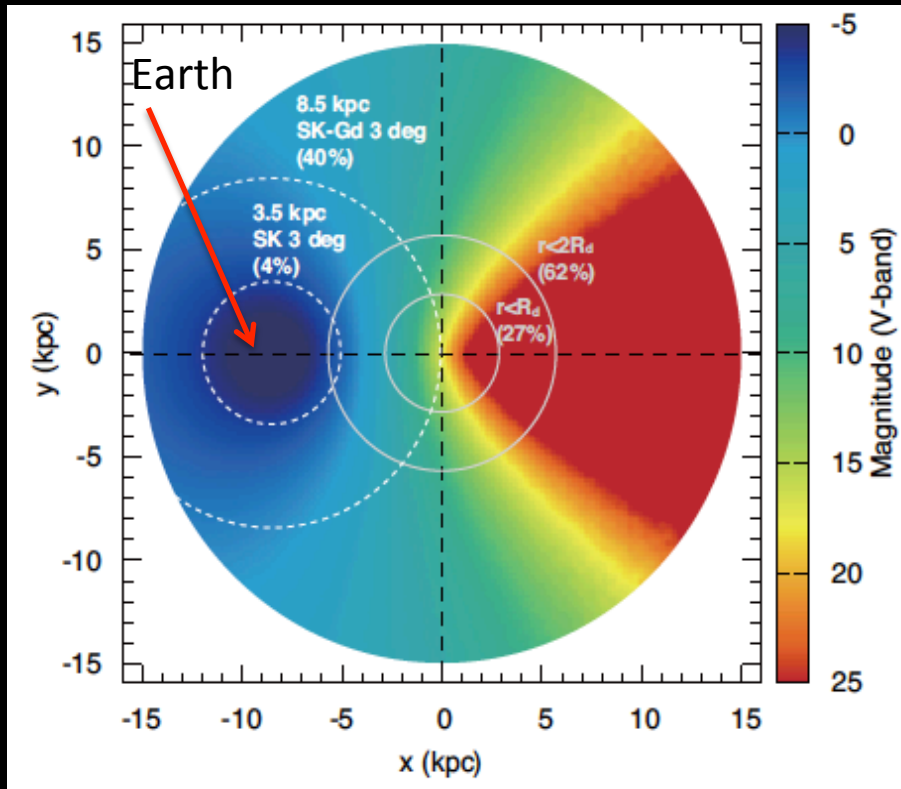 Earth
8.5 kpc
SK-Gd 3 deg
(40%)
3.5 kpc
SK 3 deg
(4%)
r<2R_d
(62%)
r<R_d
(27%)
15
10
5
0
-5
-10
-15
y (kpc)
-15 -10 -5 0 5 10 15
x (kpc)
-5
0
5
10
15
20
25
Magnitude (V-band)